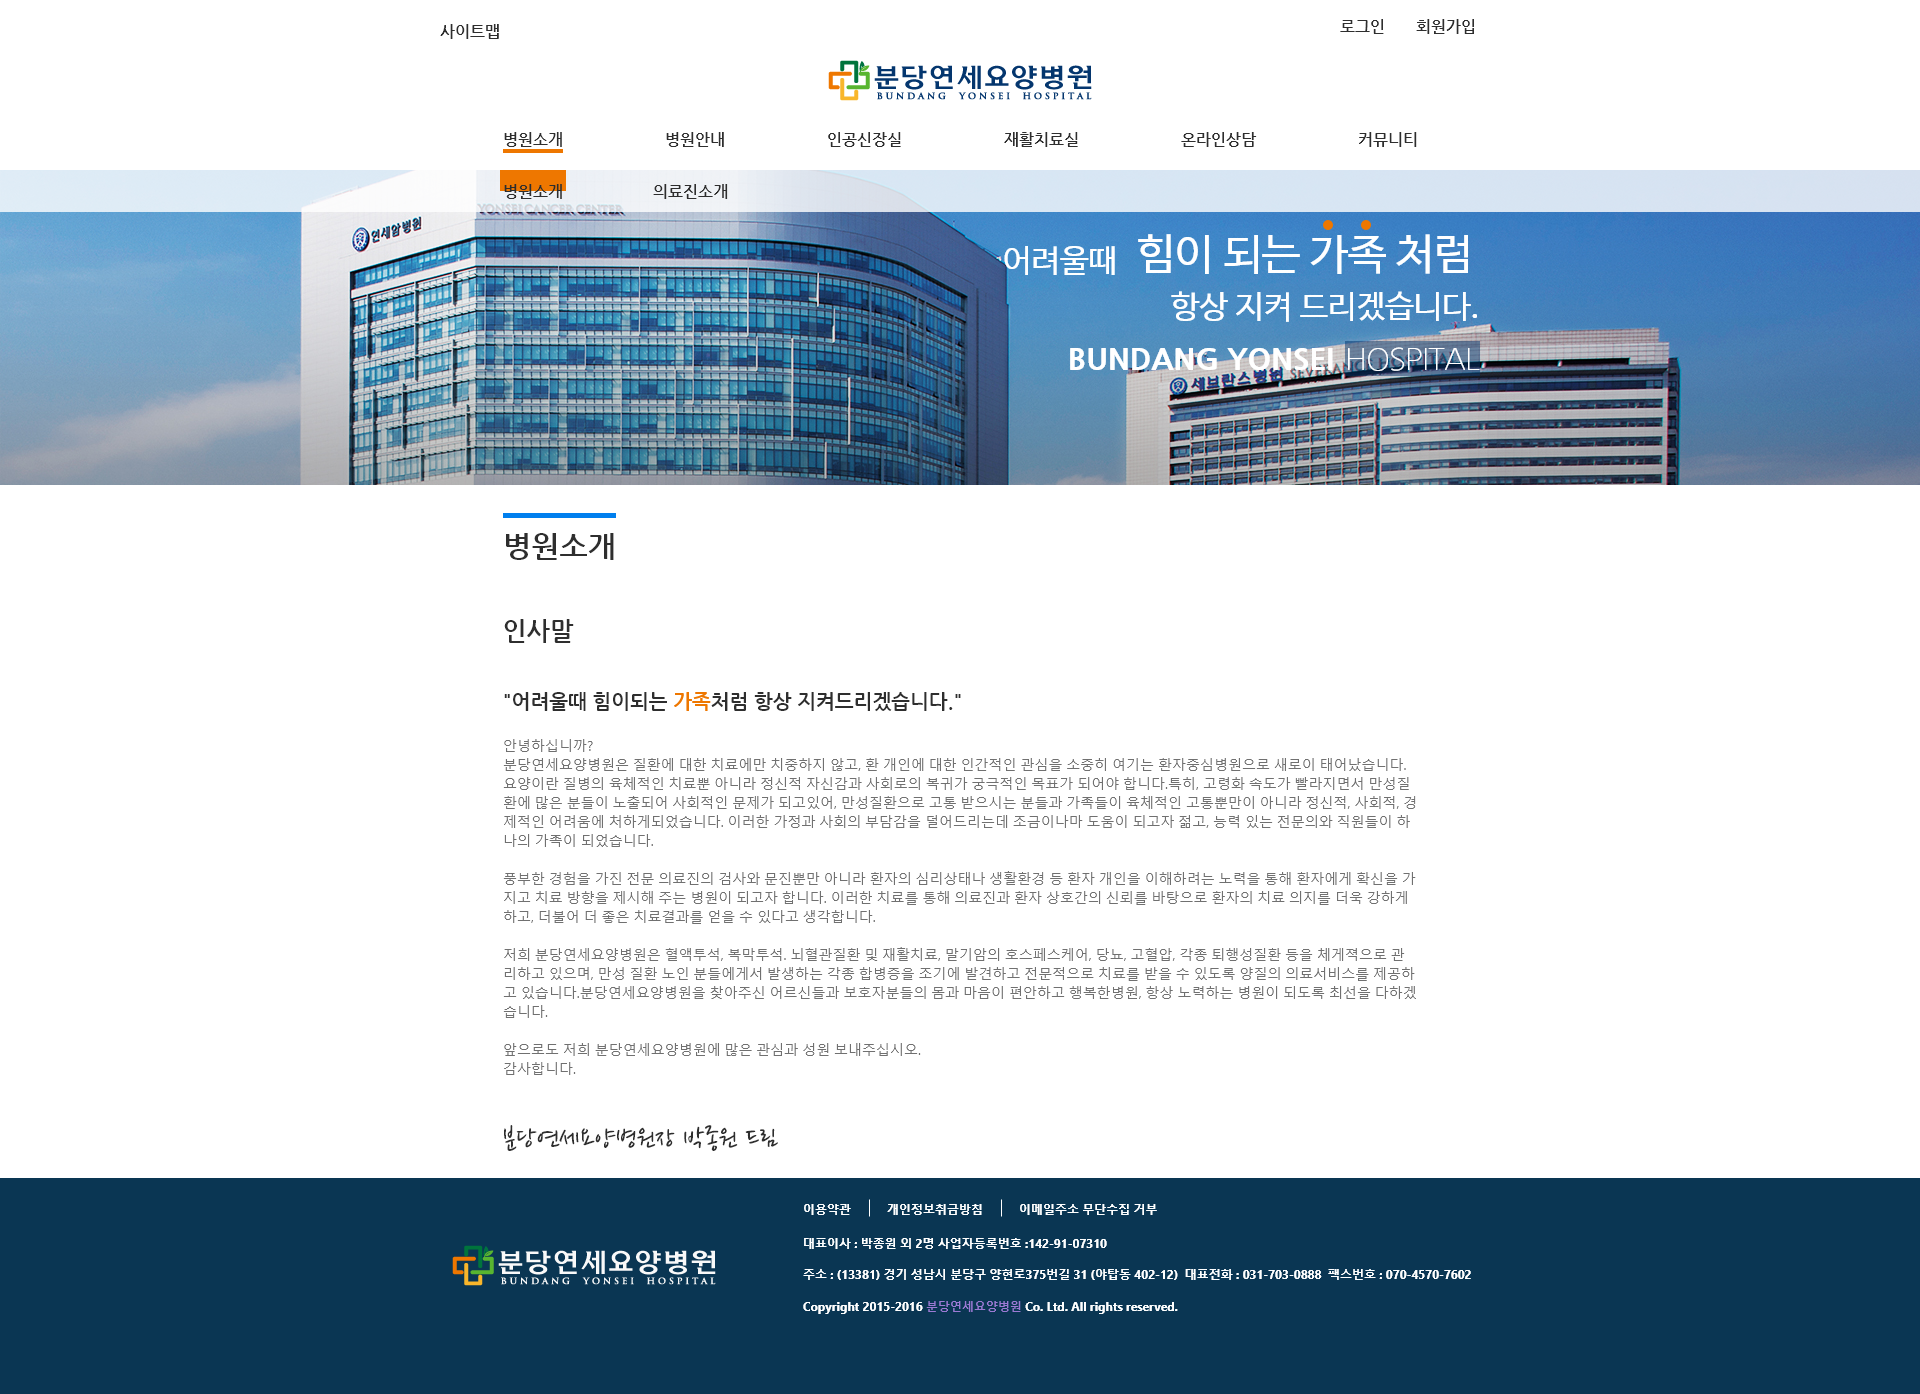 사이트맵
로그인 회원가입
분당연세요양병원
BUNDANG YONSEI HOSPITAL
병원소개 병원안내 인공신장실 재활치료실 온라인상담 커뮤니티
병원소개 의료진소개
YONSEI CANCER CENTER
연세암병원
어려울때 힘이 되는 가족 처럼
항상 지켜 드리겠습니다.
BUNDANG YONSEI HOSPITAL
세브란스병원
병원소개
인사말
"어려울때 힘이되는 가족처럼 항상 지켜드리겠습니다."
안녕하십니까?
분당연세요양병원은 질환에 대한 치료에만 치중하지 않고, 환 개인에 대한 인간적인 관심을 소중히 여기는 환자중심병원으로 새로이 태어났습니다.
요양이란 질병의 육체적인 치료뿐 아니라 정신적 자신감과 사회로의 복귀가 궁극적인 목표가 되어야 합니다.특히, 고령화 속도가 빨라지면서 만성질
환에 많은 분들이 노출되어 사회적인 문제가 되고있어, 만성질환으로 고통 받으시는 분들과 가족들이 육체적인 고통뿐만이 아니라 정신적, 사회적, 경
제적인 어려움에 처하게되었습니다. 이러한 가정과 사회의 부담감을 덜어드리는데 조금이나마 도움이 되고자 젊고, 능력 있는 전문의와 직원들이 하
나의 가족이 되었습니다.
풍부한 경험을 가진 전문 의료진의 검사와 문진뿐만 아니라 환자의 심리상태나 생활환경 등 환자 개인을 이해하려는 노력을 통해 환자에게 확신을 가
지고 치료 방향을 제시해 주는 병원이 되고자 합니다. 이러한 치료를 통해 의료진과 환자 상호간의 신뢰를 바탕으로 환자의 치료 의지를 더욱 강하게
하고, 더불어 더 좋은 치료결과를 얻을 수 있다고 생각합니다.
저희 분당연세요양병원은 혈액투석, 복막투석. 뇌혈관질환 및 재활치료, 말기암의 호스페스케어, 당뇨, 고혈압, 각종 퇴행성질환 등을 체게젹으로 관
리하고 있으며, 만성 질환 노인 분들에게서 발생하는 각종 합병증을 조기에 발견하고 전문적으로 치료를 받을 수 있도록 양질의 의료서비스를 제공하
고 있습니다.분당연세요양병원을 찾아주신 어르신들과 보호자분들의 몸과 마음이 편안하고 행복한병원, 항상 노력하는 병원이 되도록 최선을 다하겠
습니다.
앞으로도 저희 분당연세요양병원에 많은 관심과 성원 보내주십시오.
감사합니다.
분당연세요양병원장 박종원 드림
이용약관 개인정보취금방침 이메일주소 무단수집 거부
분당연세요양병원
BUNDANG YONSEI HOSPITAL
대표이사 : 박종원 외 2명 사업자등록번호 :142-91-07310
주소 : (13381) 경기 성남시 분당구 양현로375번길 31 (야탑동 402-12) 대표전화 : 031-703-0888 팩스번호 : 070-4570-7602
Copyright 2015-2016 분당연세요양병원 Co. Ltd. All rights reserved.